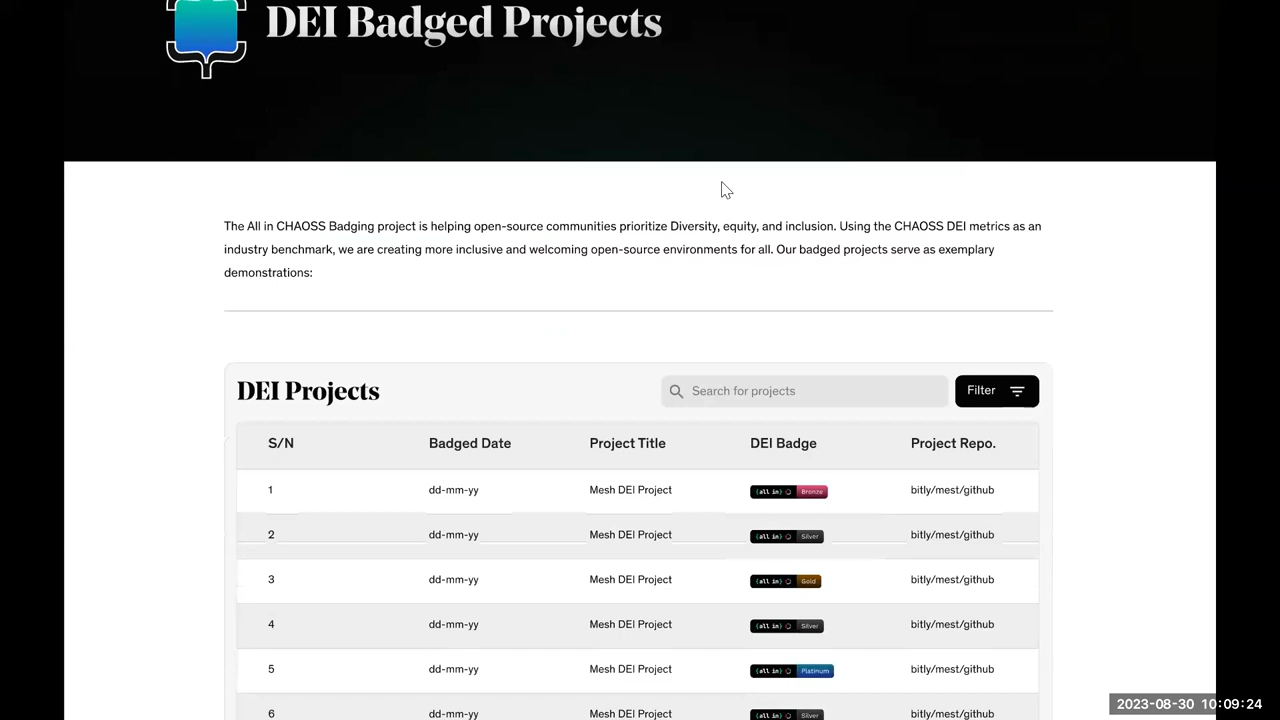 DEI Badged Projects
The All in CHAOSS Badging project is helping open-source communities prioritize Diversity, equity, and inclusion. Using the CHAOSS DEI metrics as an
industry benchmark, we are creating more inclusive and welcoming open-source environments for all. Our badged projects serve as exemplary
demonstrations:
DEI Projects
Search for projects
Filter
S/N Badged Date Project Title DEI Badge Project Repo.
1 dd-mm-yy Mesh DEI Project {all in} Bronze bitly/mest/github
2 dd-mm-yy Mesh DEI Project {all in} Silver bitly/mest/github
3 dd-mm-yy Mesh DEI Project {all in} Gold bitly/mest/github
4 dd-mm-yy Mesh DEI Project {all in} Silver bitly/mest/github
5 dd-mm-yy Mesh DEI Project {all in} Platinum bitly/mest/github
6 dd-mm-yy Mesh DEI Project {all in} Silver bitly/mest/github
2023-08-30 10:09:24